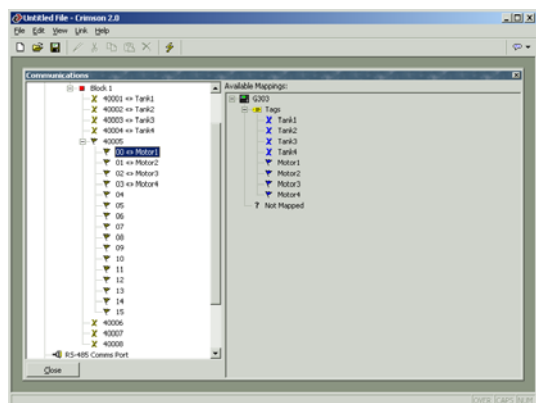 Untitled File - Crimson 2.0
File Edit View Link Help
Communications
Block 1
40001 <> Tank1
40002 <> Tank2
40003 <> Tank3
40004 <> Tank4
40005
00 <> Motor1
01 <> Motor2
02 <> Motor3
03 <> Motor4
04
05
06
07
08
09
10
11
12
13
14
15
40006
40007
40008
RS-485 Comms Port
Available Mappings:
G303
Tags
Tank1
Tank2
Tank3
Tank4
Motor1
Motor2
Motor3
Motor4
Not Mapped
Close
OVER CAPS NUM